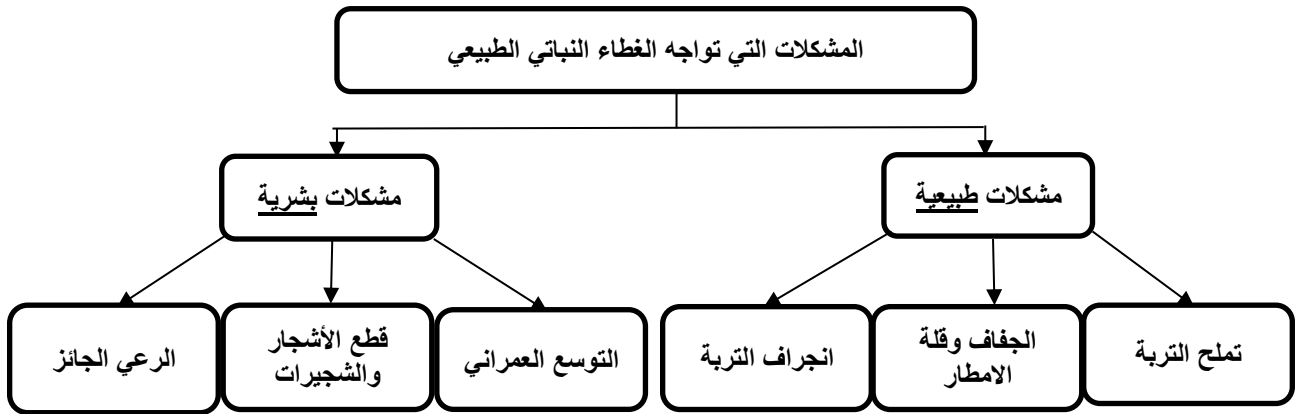 المشكلات التي تواجه الغطاء النباتي الطبيعي
مشكلات طبيعية
مشكلات بشرية
تملح التربة
الجفاف وقلة
الامطار
انجراف التربة
التوسع العمراني
قطع الأشجار
والشجيرات
الرعي الجائز